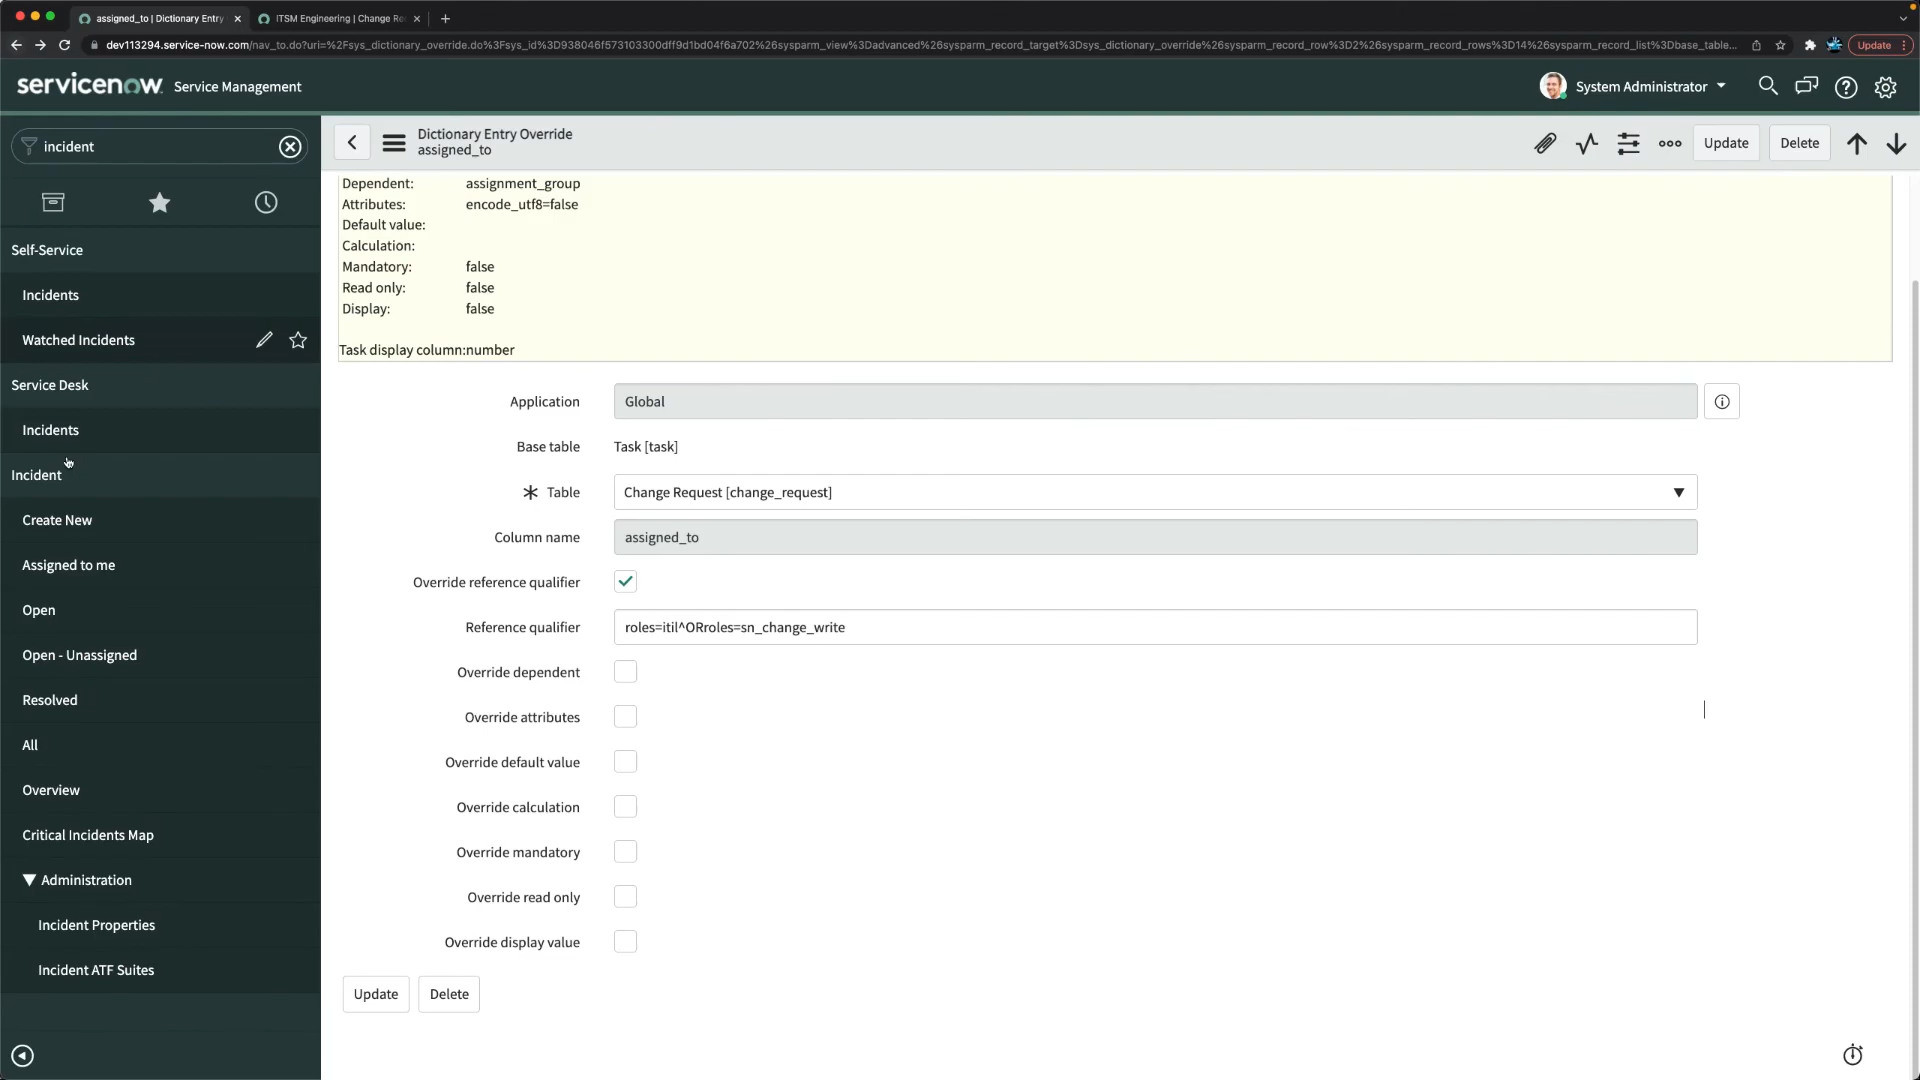 assigned_to | Dictionary Entry
ITSM Engineering | Change Re
dev113294.service-now.com/nav_to.do?url=%2Fsys_dictionary_override.do%3Fsys_id%3D938046f573103300dff9d1bd04f6a702%26sysparm_view%3Dadvanced%26sysparm_record_target%3Dsys_dictionary_override%26sysparm_record_row%3D2%26sysparm_record_rows%3D14%26sysparm_record_list%3Dbase_table...
Update
servicenow. Service Management
System Administrator
incident
Self-Service
Incidents
Watched Incidents
Service Desk
Incidents
Incident
Create New
Assigned to me
Open
Open - Unassigned
Resolved
All
Overview
Critical Incidents Map
Administration
Incident Properties
Incident ATF Suites
Dictionary Entry Override
assigned_to
Update
Delete
Dependent: assignment_group
Attributes: encode_utf8=false
Default value:
Calculation:
Mandatory: false
Read only: false
Display: false
Task display column:number
Application Global
Base table Task [task]
Table Change Request [change_request]
Column name assigned_to
Override reference qualifier
Reference qualifier roles=itil^ORroles=sn_change_write
Override dependent
Override attributes
Override default value
Override calculation
Override mandatory
Override read only
Override display value
Update Delete